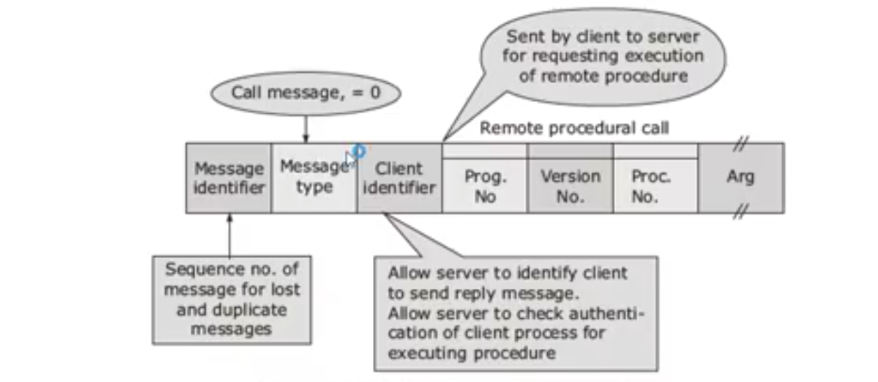 Sent by client to server
for requesting execution
of remote procedure
Call message, = 0
Remote procedural call
Message
identifier
Message
type
Client
identifier
Prog.
No
Version
No.
Proc.
No.
Arg
Sequence no. of
message for lost
and duplicate
messages
Allow server to identify client
to send reply message.
Allow server to check authenti-
cation of client process for
executing procedure